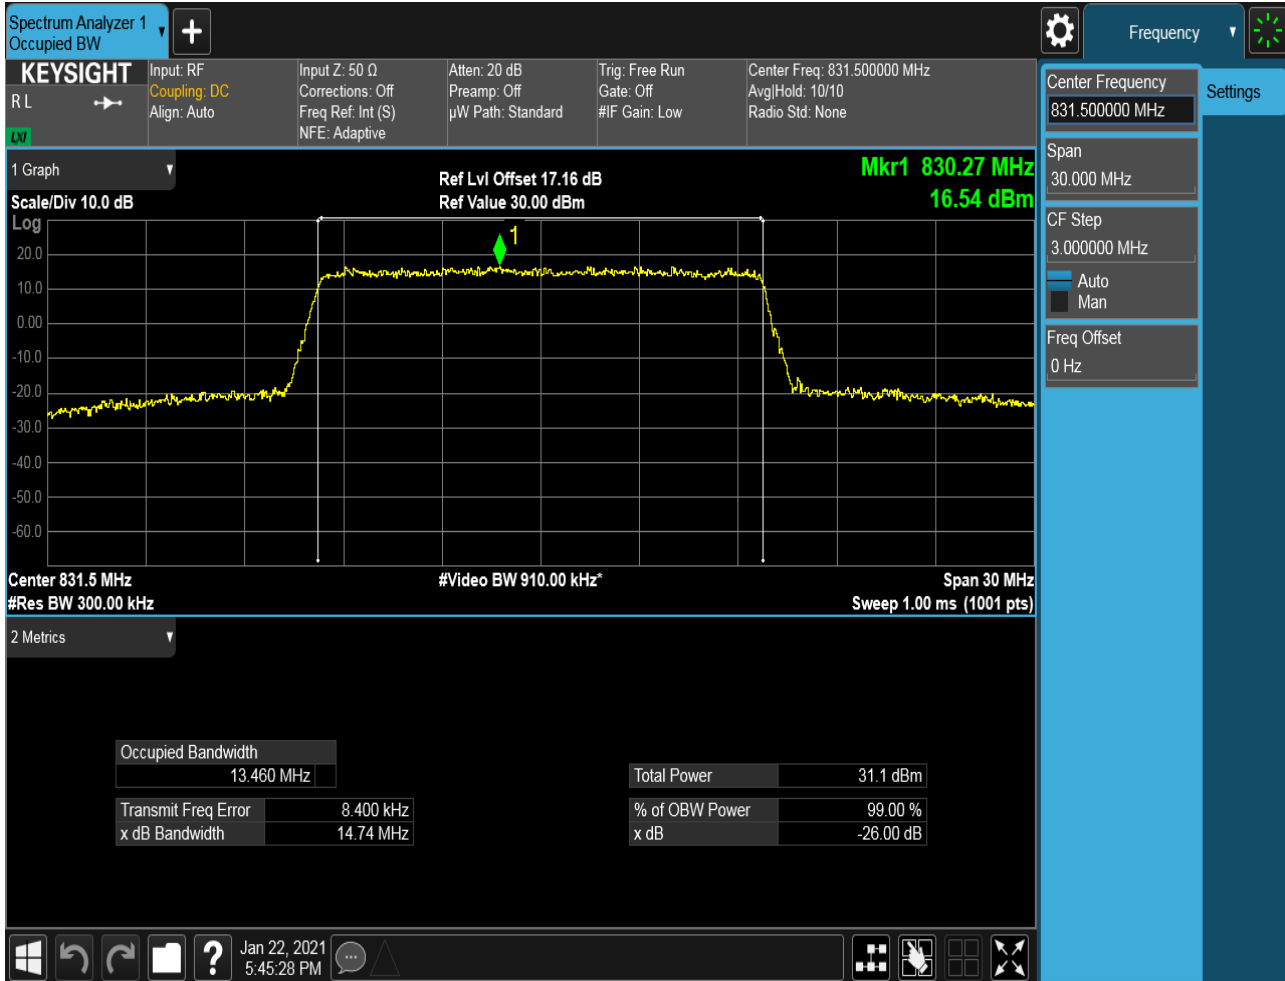 Spectrum Analyzer 1
Occupied BW
+
Frequency
KEYSIGHT
R L
LXI
Input: RF
Coupling: DC
Align: Auto
Input Z: 50 Ω
Corrections: Off
Freq Ref: Int (S)
NFE: Adaptive
Atten: 20 dB
Preamp: Off
µW Path: Standard
Trig: Free Run
Gate: Off
#IF Gain: Low
Center Freq: 831.500000 MHz
Avg|Hold: 10/10
Radio Std: None
Center Frequency
831.500000 MHz
Settings
Span
30.000 MHz
CF Step
3.000000 MHz
Auto
Man
Freq Offset
0 Hz
1 Graph
Scale/Div 10.0 dB
Ref Lvl Offset 17.16 dB
Ref Value 30.00 dBm
Mkr1 830.27 MHz
16.54 dBm
Log
1
20.0
10.0
0.00
-10.0
-20.0
-30.0
-40.0
-50.0
-60.0
Center 831.5 MHz
#Video BW 910.00 kHz*
Span 30 MHz
#Res BW 300.00 kHz
Sweep 1.00 ms (1001 pts)
2 Metrics
Occupied Bandwidth
13.460 MHz
Total Power 31.1 dBm
Transmit Freq Error 8.400 kHz
% of OBW Power 99.00 %
x dB Bandwidth 14.74 MHz
x dB -26.00 dB
?
Jan 22, 2021
5:45:28 PM